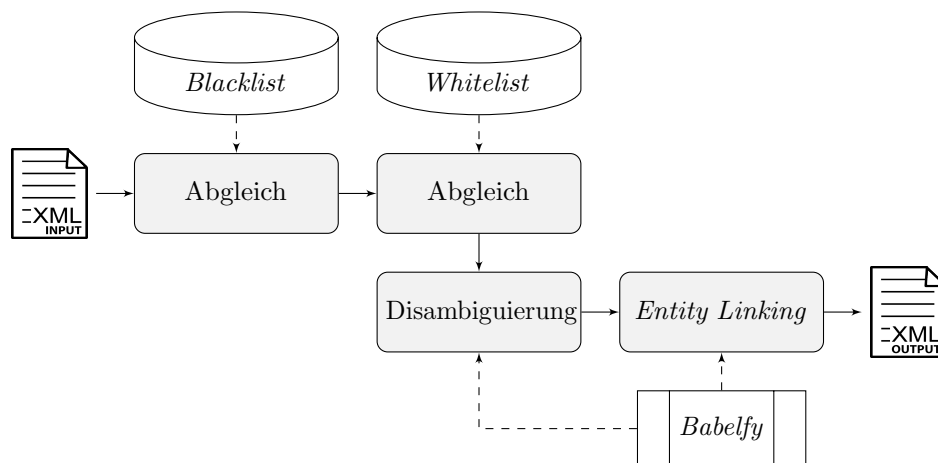 Blacklist
Whitelist
XML
INPUT
Abgleich
Abgleich
Disambiguierung
Entity Linking
XML
OUTPUT
Babelfy